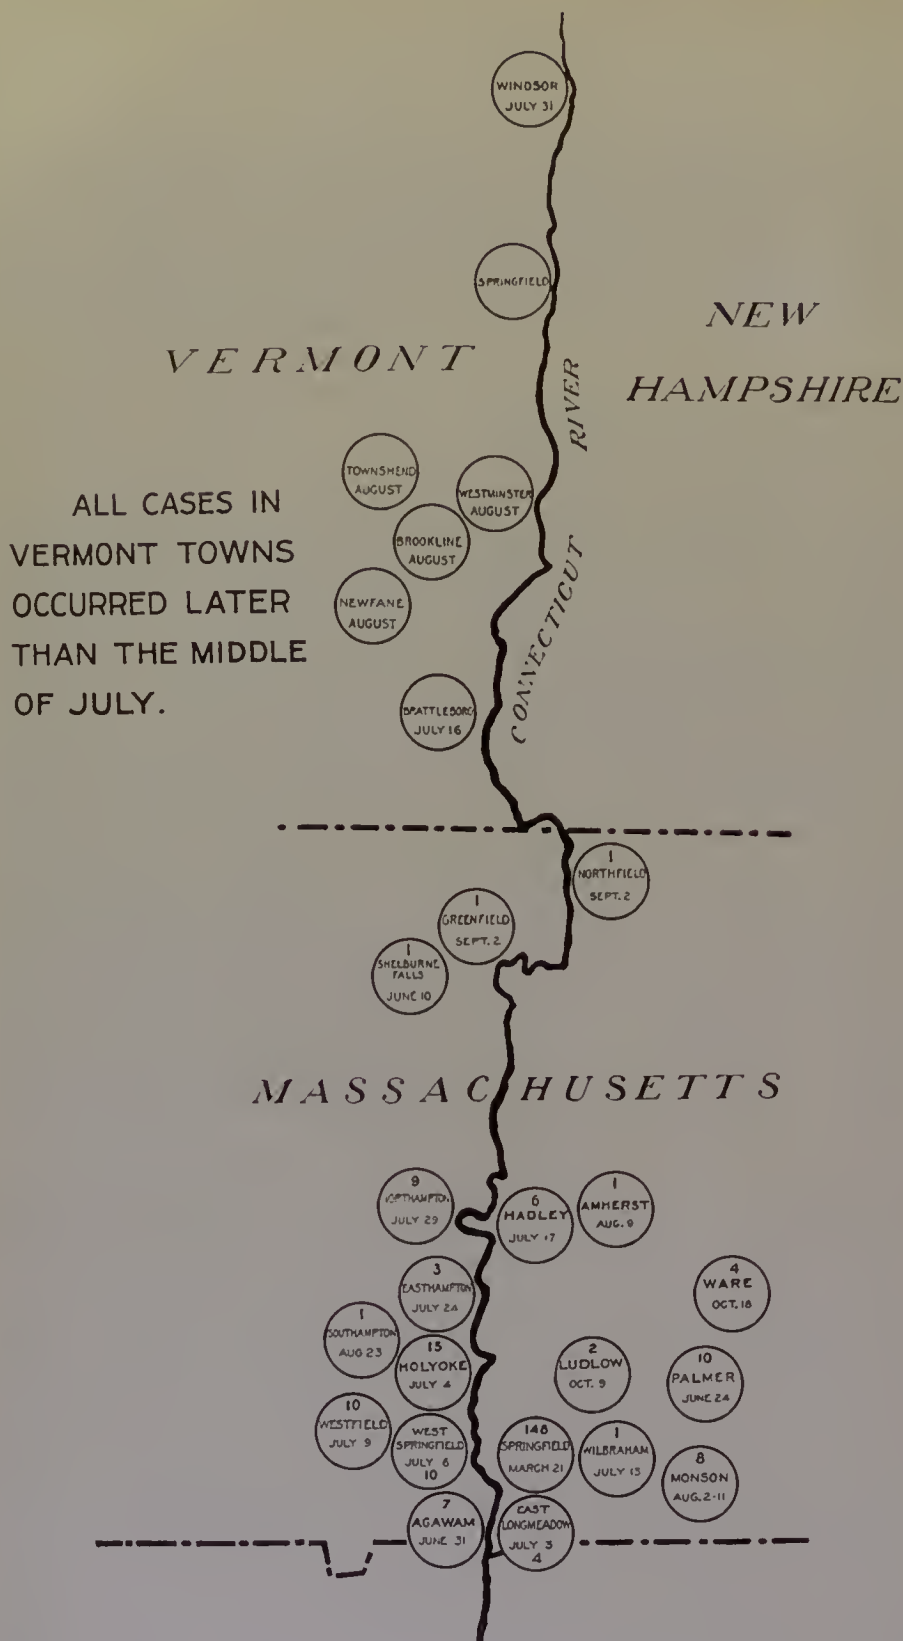 WINDSOR
JULY 31
SPRINGFIELD
NEW
HAMPSHIRE
VERMONT
RIVER
CONNECTICUT
TOWNSHEND
AUGUST
WESTMINSTER
AUGUST
BROOKLINE
AUGUST
NEWFANE
AUGUST
BRATTLEBORO
JULY 16
ALL CASES IN
VERMONT TOWNS
OCCURRED LATER
THAN THE MIDDLE
OF JULY.
1
NORTHFIELD
SEPT. 2
1
GREENFIELD
SEPT. 2
1
SHELBURNE
FALLS
JUNE 10
MASSACHUSETTS
9
NORTHAMPTON
JULY 29
6
HADLEY
JULY 17
1
AMHERST
AUG. 9
3
EASTHAMPTON
JULY 24
4
WARE
OCT. 18
1
SOUTHAMPTON
AUG 23
15
HOLYOKE
JULY 4
2
LUDLOW
OCT. 9
10
PALMER
JUNE 24
10
WESTFIELD
JULY 9
WEST
SPRINGFIELD
JULY 6
10
148
SPRINGFIELD
MARCH 21
1
WILBRAHAM
JULY 15
8
MONSON
AUG. 2-11
7
AGAWAM
JUNE 31
EAST
LONGMEADOW
JULY 3
4